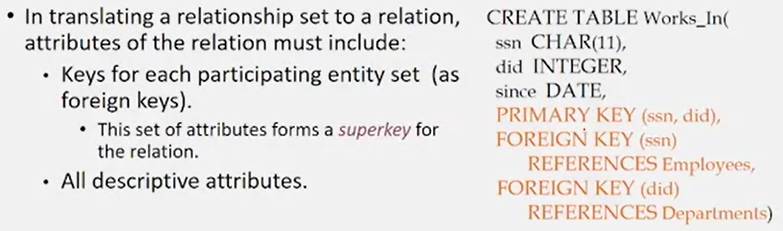 • In translating a relationship set to a relation,
attributes of the relation must include:
• Keys for each participating entity set (as
foreign keys).
• This set of attributes forms a superkey for
the relation.
• All descriptive attributes.
CREATE TABLE Works_In(
ssn CHAR(11),
did INTEGER,
since DATE,
PRIMARY KEY (ssn, did),
FOREIGN KEY (ssn)
REFERENCES Employees,
FOREIGN KEY (did)
REFERENCES Departments)